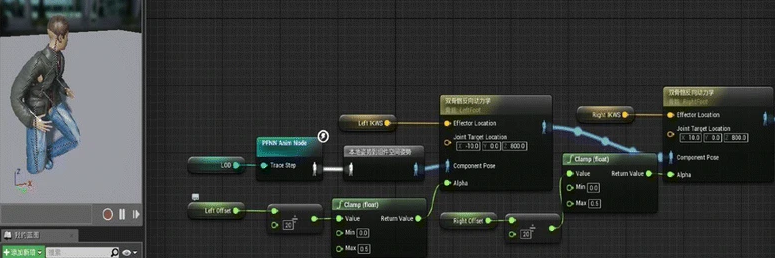 双骨骼反向动力学
骨骼: LeftFoot
Left IKWS
Effector Location
Joint Target Location
X -10.0 Y 0.0 Z 800.0
Component Pose
Alpha
双骨骼反向动力学
骨骼: RightFoot
Right IKWS
Effector Location
Joint Target Location
X 10.0 Y 0.0 Z 800.0
Component Pose
Alpha
PFNN Anim Node
LOD
Trace Step
本地姿势到组件空间姿势
Left Offset
20
Clamp (float)
Value
Return Value
Min 0.0
Max 0.5
Right Offset
20
Clamp (float)
Value
Return Value
Min 0.0
Max 0.5
Z
X
我的蓝图
+添加新项
搜索